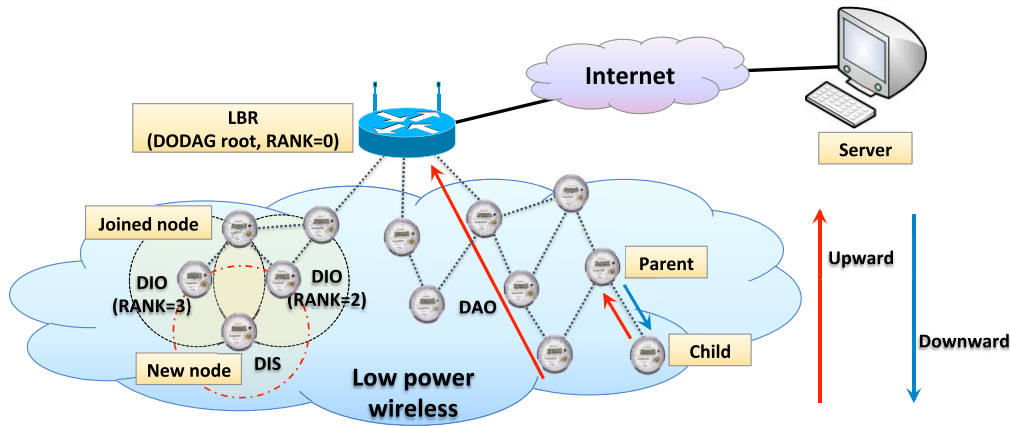 Internet
LBR
(DODAG root, RANK=0)
Server
Joined node
DIO
(RANK=3)
DIO
(RANK=2)
DAO
Parent
Upward
New node
DIS
Child
Downward
Low power
wireless